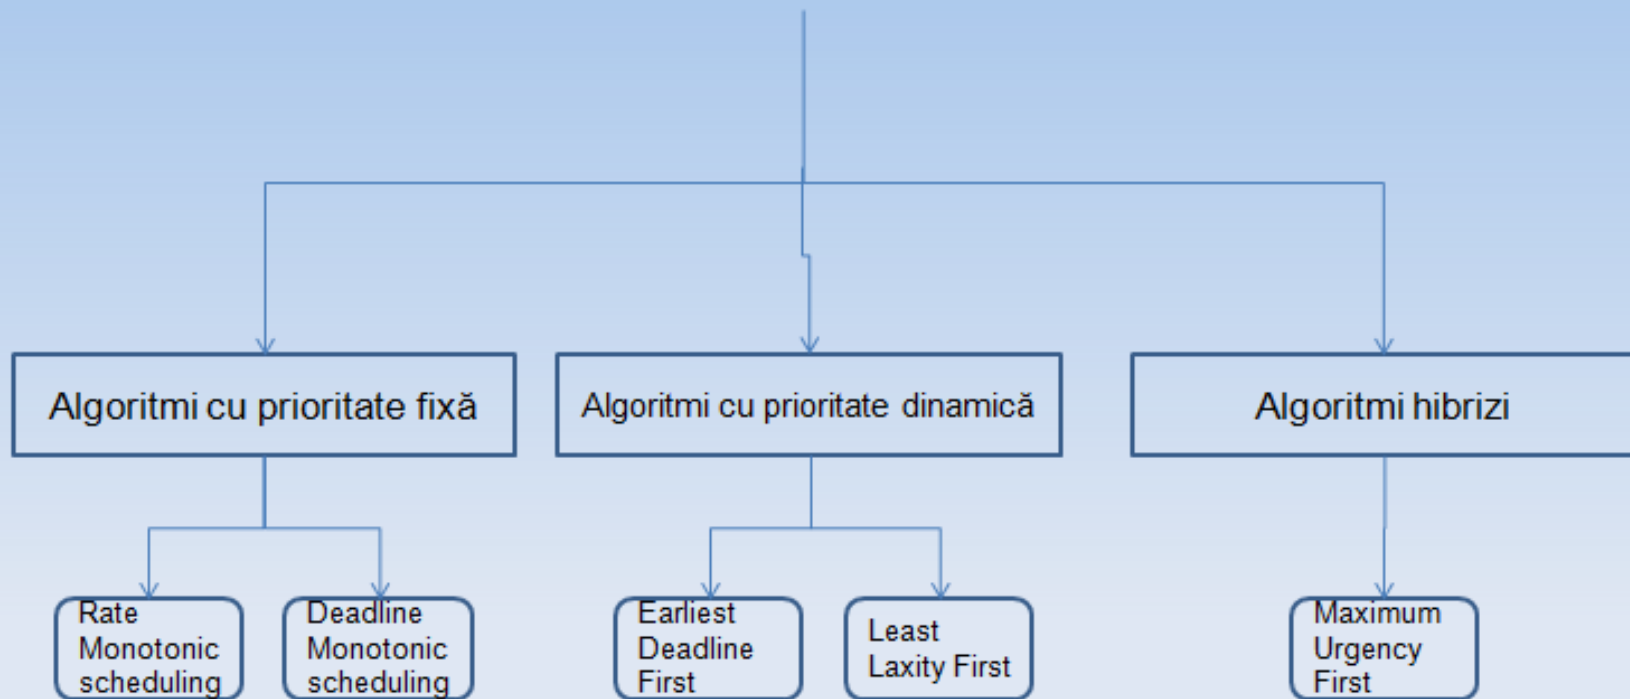 Algoritmi cu prioritate fixă
Algoritmi cu prioritate dinamică
Algoritmi hibrizi
Rate
Monotonic
scheduling
Deadline
Monotonic
scheduling
Earliest
Deadline
First
Least
Laxity First
Maximum
Urgency
First